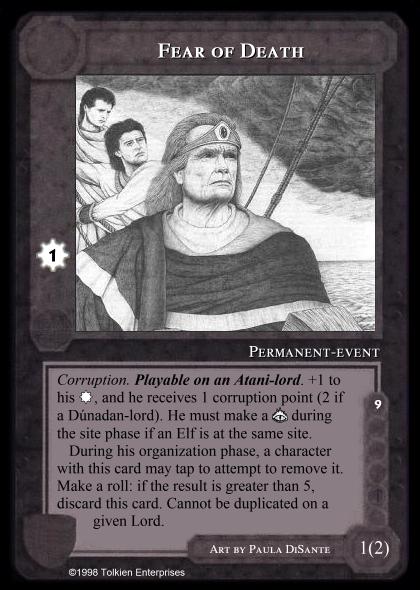 FEAR OF DEATH
1
PERMANENT-EVENT
Corruption. Playable on an Atani-lord. +1 to
his , and he receives 1 corruption point (2 if
a Dúnadan-lord). He must make a during
the site phase if an Elf is at the same site.
During his organization phase, a character
with this card may tap to attempt to remove it.
Make a roll: if the result is greater than 5,
discard this card. Cannot be duplicated on a
given Lord.
9
ART BY PAULA DISANTE
1(2)
©1998 Tolkien Enterprises